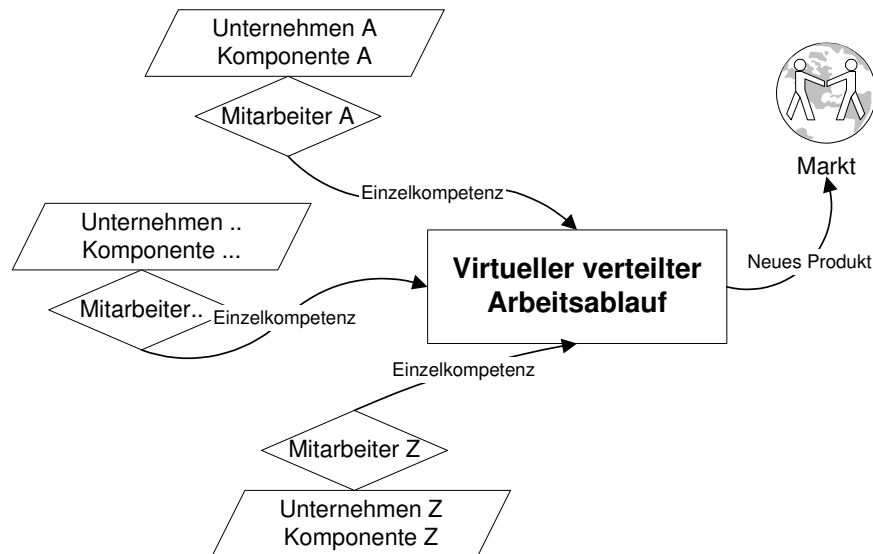 Unternehmen A
Komponente A
Mitarbeiter A
Markt
Einzelkompetenz
Unternehmen ..
Komponente ...
Mitarbeiter..
Einzelkompetenz
Virtueller verteilter
Arbeitsablauf
Neues Produkt
Einzelkompetenz
Mitarbeiter Z
Unternehmen Z
Komponente Z